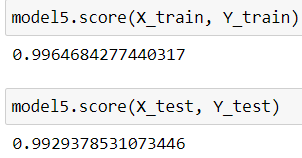 model5.score(X_train, Y_train)
0.9964684277440317
model5.score(X_test, Y_test)
0.9929378531073446